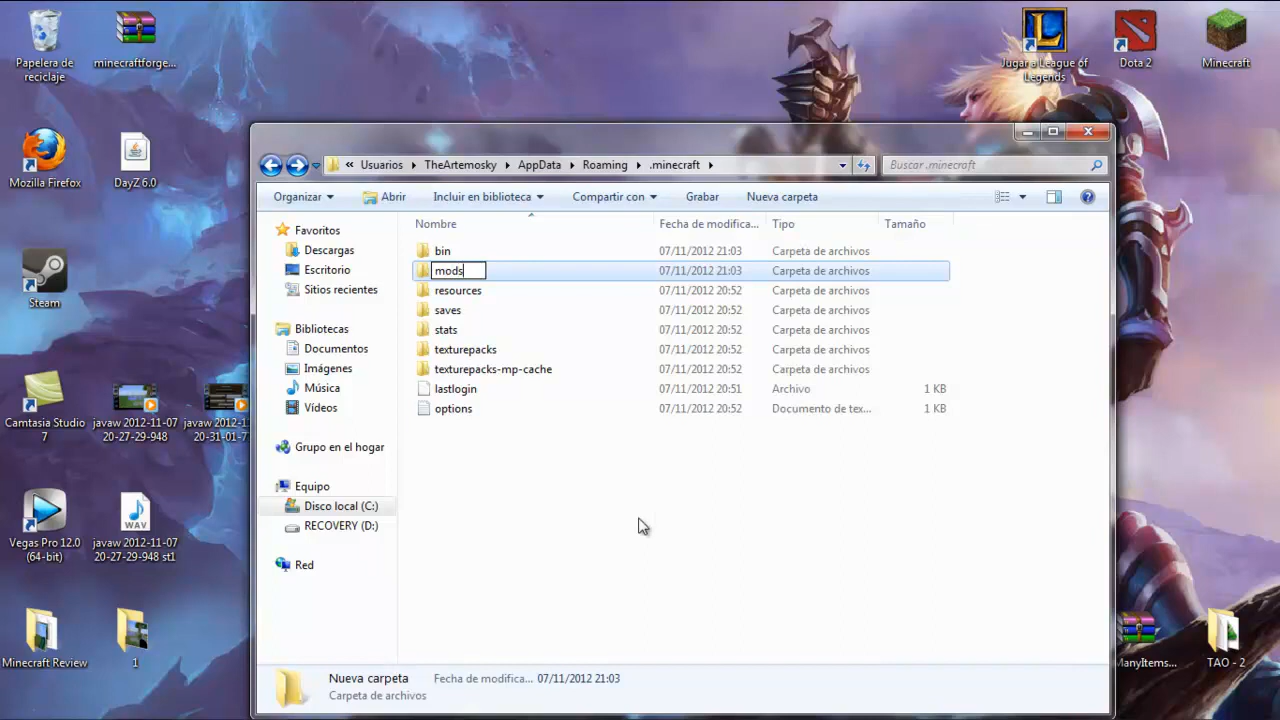 Papelera de
reciclaje
minecraftforge...
Jugar a League of
Legends
Dota 2
Minecraft
Mozilla Firefox
DayZ 6.0
Steam
Camtasia Studio
7
javaw 2012-11-07
20-27-29-948
javaw 2012-1
20-31-01-7
Vegas Pro 12.0
(64-bit)
WAV
javaw 2012-11-07
20-27-29-948 st1
Minecraft Review
1
ManyItems...
TAO - 2
« Usuarios
TheArtemosky
AppData
Roaming
.minecraft
Buscar .minecraft
Organizar
Abrir
Incluir en biblioteca
Compartir con
Grabar
Nueva carpeta
Favoritos
Descargas
Escritorio
Sitios recientes
Bibliotecas
Documentos
Imágenes
Música
Vídeos
Grupo en el hogar
Equipo
Disco local (C:)
RECOVERY (D:)
Red
Nombre Fecha de modifica... Tipo Tamaño
bin 07/11/2012 21:03 Carpeta de archivos
mods 07/11/2012 21:03 Carpeta de archivos
resources 07/11/2012 20:52 Carpeta de archivos
saves 07/11/2012 20:52 Carpeta de archivos
stats 07/11/2012 20:52 Carpeta de archivos
texturepacks 07/11/2012 20:52 Carpeta de archivos
texturepacks-mp-cache 07/11/2012 20:52 Carpeta de archivos
lastlogin 07/11/2012 20:51 Archivo 1 KB
options 07/11/2012 20:52 Documento de tex... 1 KB
Nueva carpeta Fecha de modifica... 07/11/2012 21:03
Carpeta de archivos